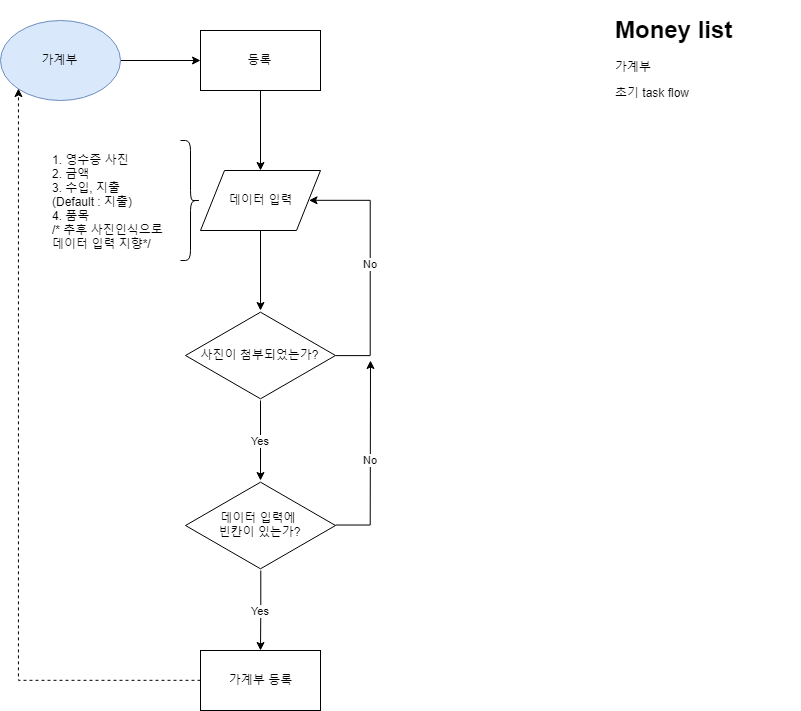 Money list
가계부
초기 task flow
가계부
등록
1. 영수증 사진
2. 금액
3. 수입, 지출
(Default : 지출)
4. 품목
/* 추후 사진인식으로
데이터 입력 지향*/
데이터 입력
No
사진이 첨부되었는가?
Yes
No
데이터 입력에
빈칸이 있는가?
Yes
가계부 등록